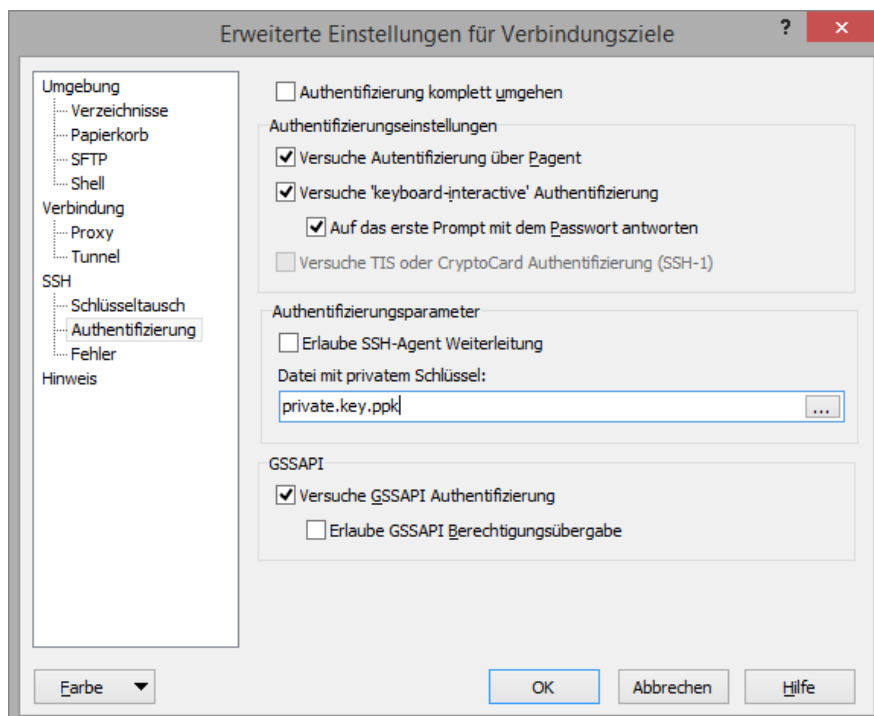 Erweiterte Einstellungen für Verbindungsziele
?
Umgebung
Verzeichnisse
Papierkorb
SFTP
Shell
Verbindung
Proxy
Tunnel
SSH
Schlüsseltausch
Authentifizierung
Fehler
Hinweis
Authentifizierung komplett umgehen
Authentifizierungseinstellungen
Versuche Autentifizierung über Pagent
Versuche 'keyboard-interactive' Authentifizierung
Auf das erste Prompt mit dem Passwort antworten
Versuche TIS oder CryptoCard Authentifizierung (SSH-1)
Authentifizierungsparameter
Erlaube SSH-Agent Weiterleitung
Datei mit privatem Schlüssel:
private.key.ppk
...
GSSAPI
Versuche GSSAPI Authentifizierung
Erlaube GSSAPI Berechtigungsübergabe
Farbe
OK
Abbrechen
Hilfe